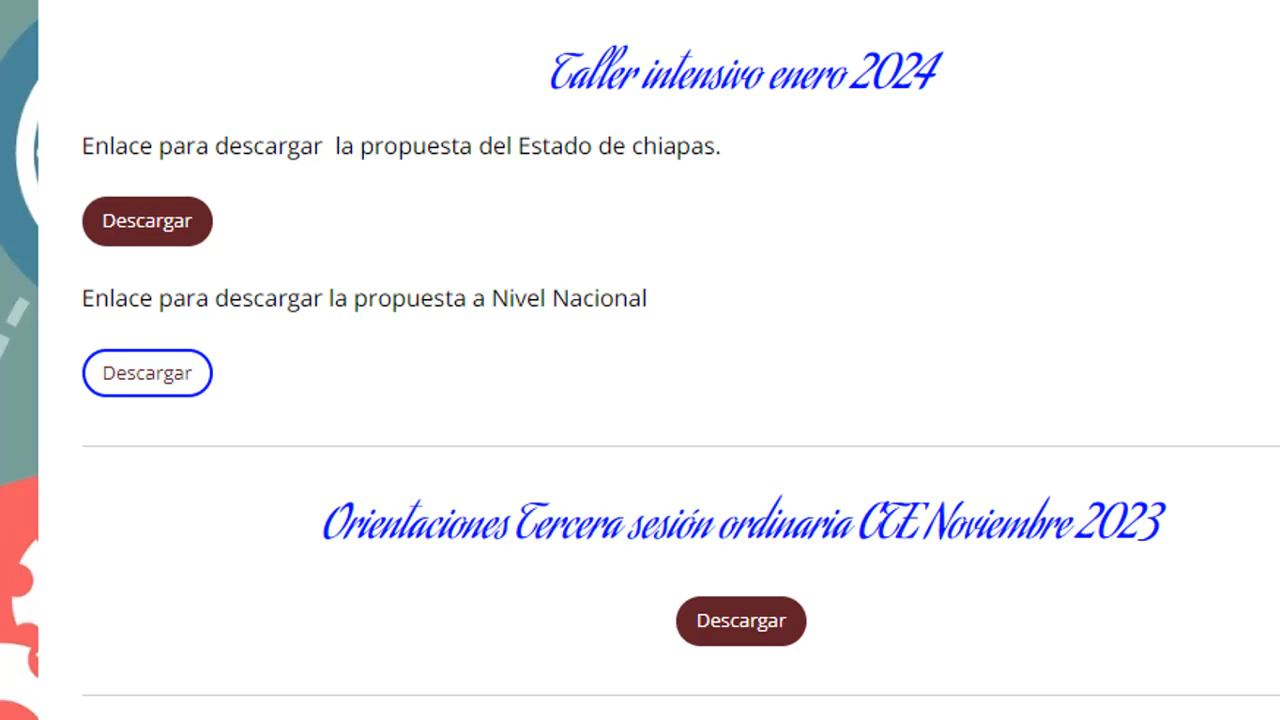 Taller intensivo enero 2024
Enlace para descargar  la propuesta del Estado de chiapas.
Descargar
Enlace para descargar la propuesta a Nivel Nacional
Descargar
Orientaciones Tercera sesión ordinaria CTE Noviembre 2023
Descargar